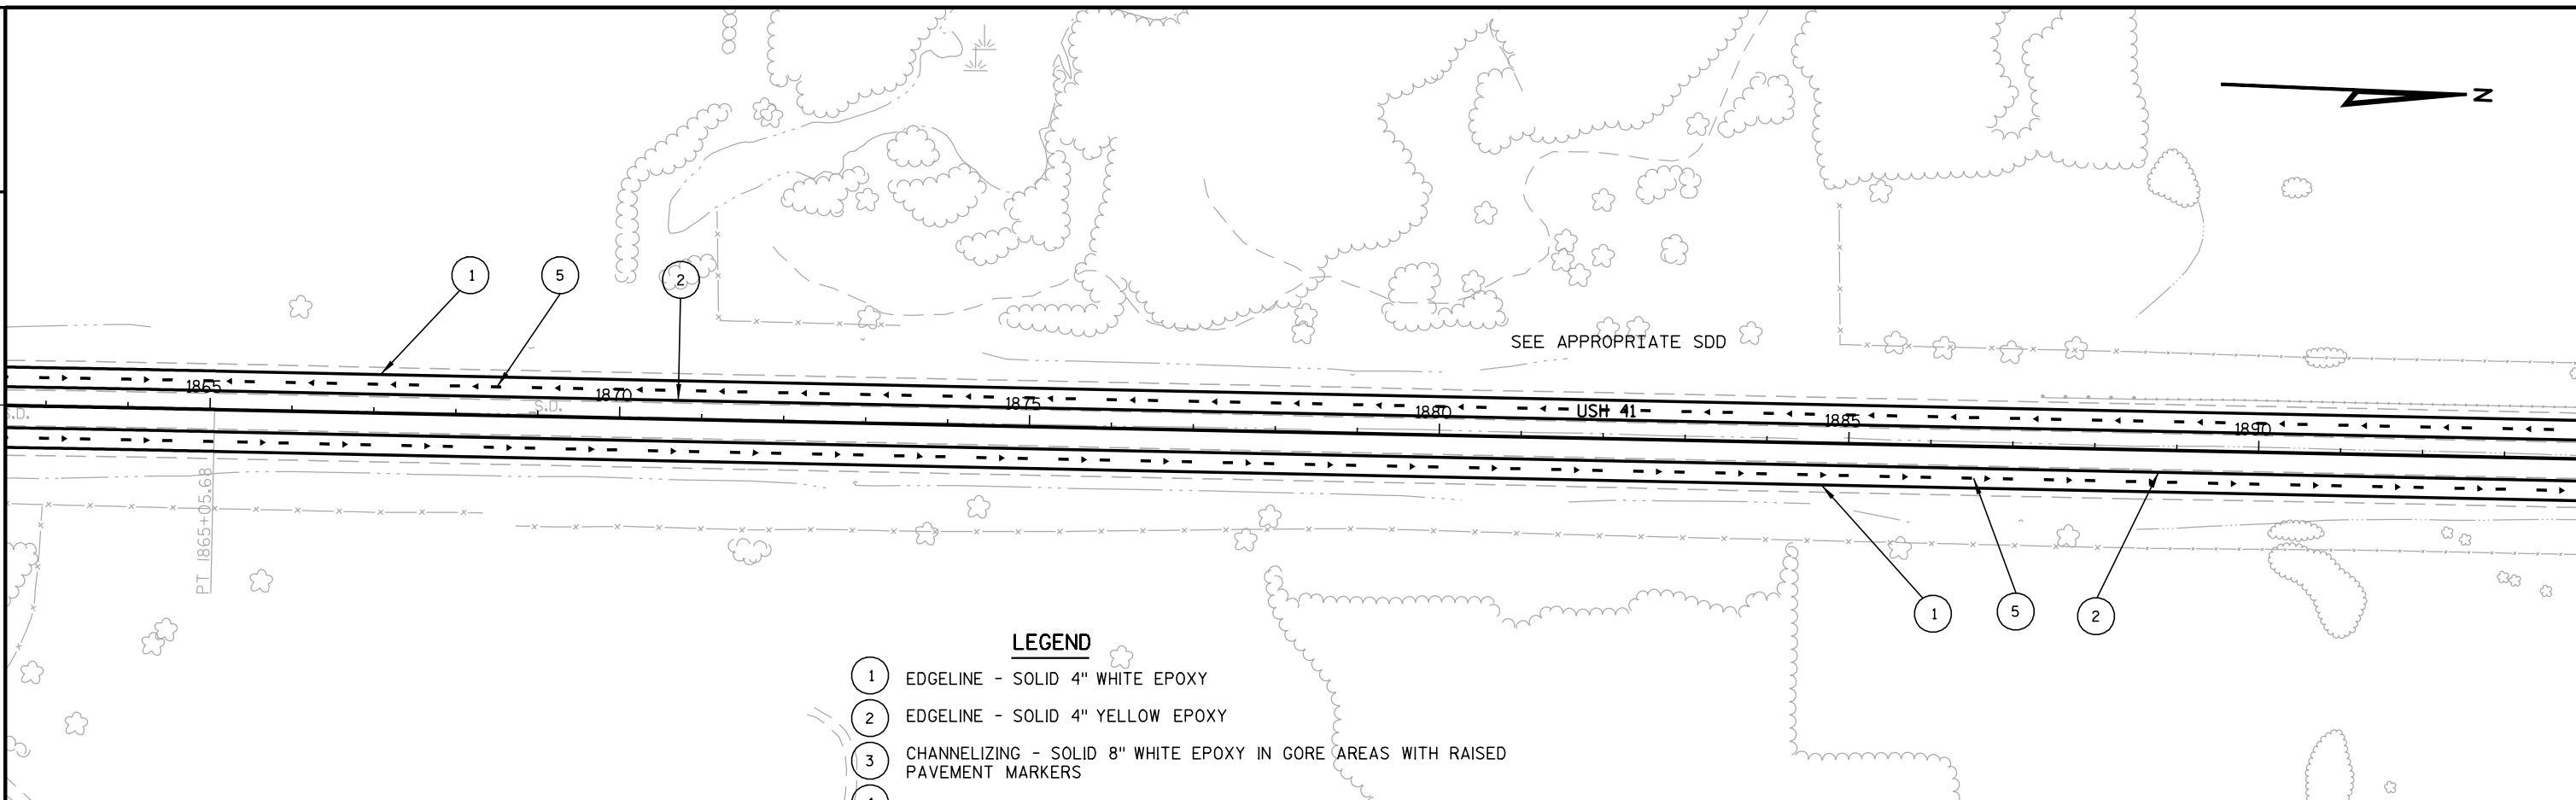 N
1
5
2
SEE APPROPRIATE SDD
1865
1870
1875
1880
USH 41
1885
1890
S.D.
S.D.
PT 1865+05.68
1
5
2
LEGEND
1 EDGELINE - SOLID 4" WHITE EPOXY
2 EDGELINE - SOLID 4" YELLOW EPOXY
3 CHANNELIZING - SOLID 8" WHITE EPOXY IN GORE AREAS WITH RAISED
PAVEMENT MARKERS